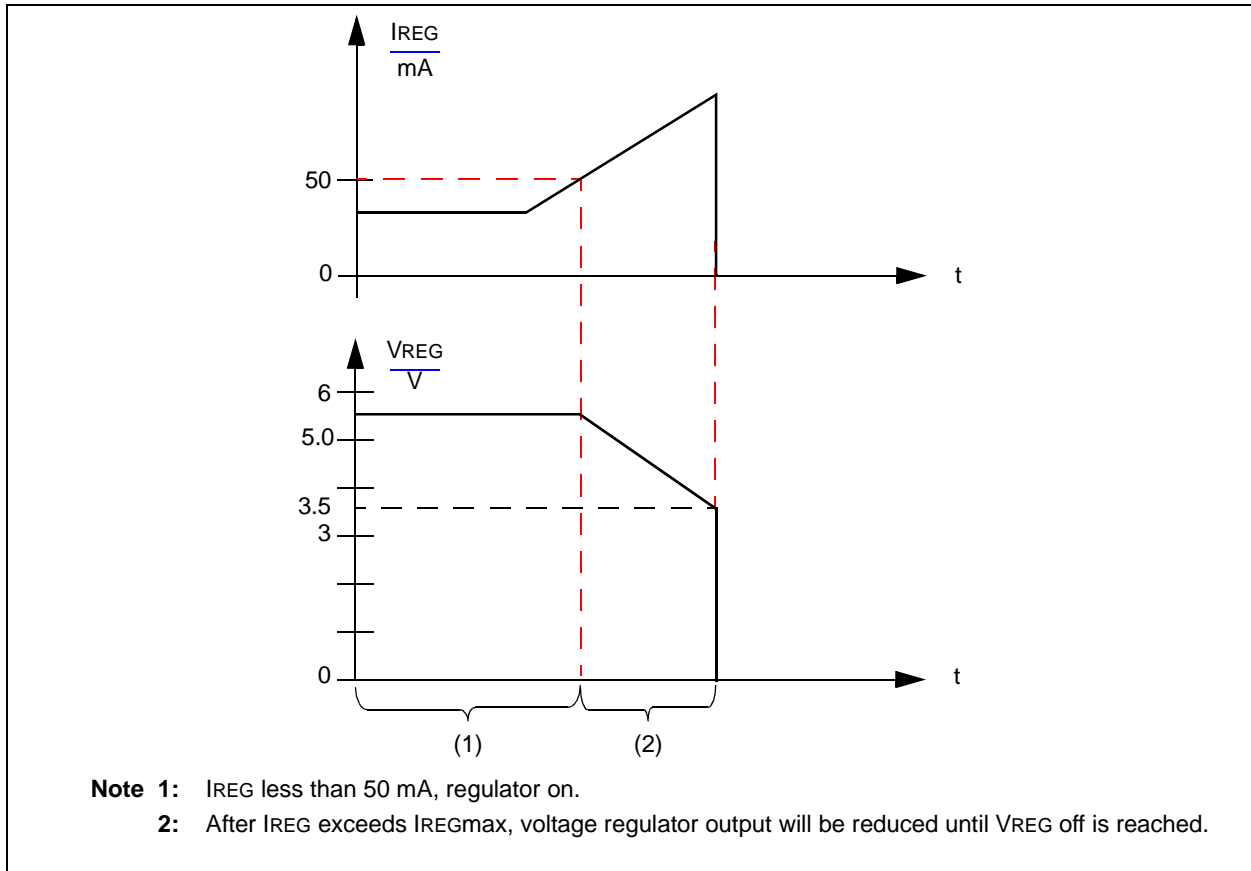 IREG
mA
50
0
t
VREG
V
6
5.0
3.5
3
0
t
(1)
(2)
Note 1: IREG less than 50 mA, regulator on.
2: After IREG exceeds IREGmax, voltage regulator output will be reduced until VREG off is reached.